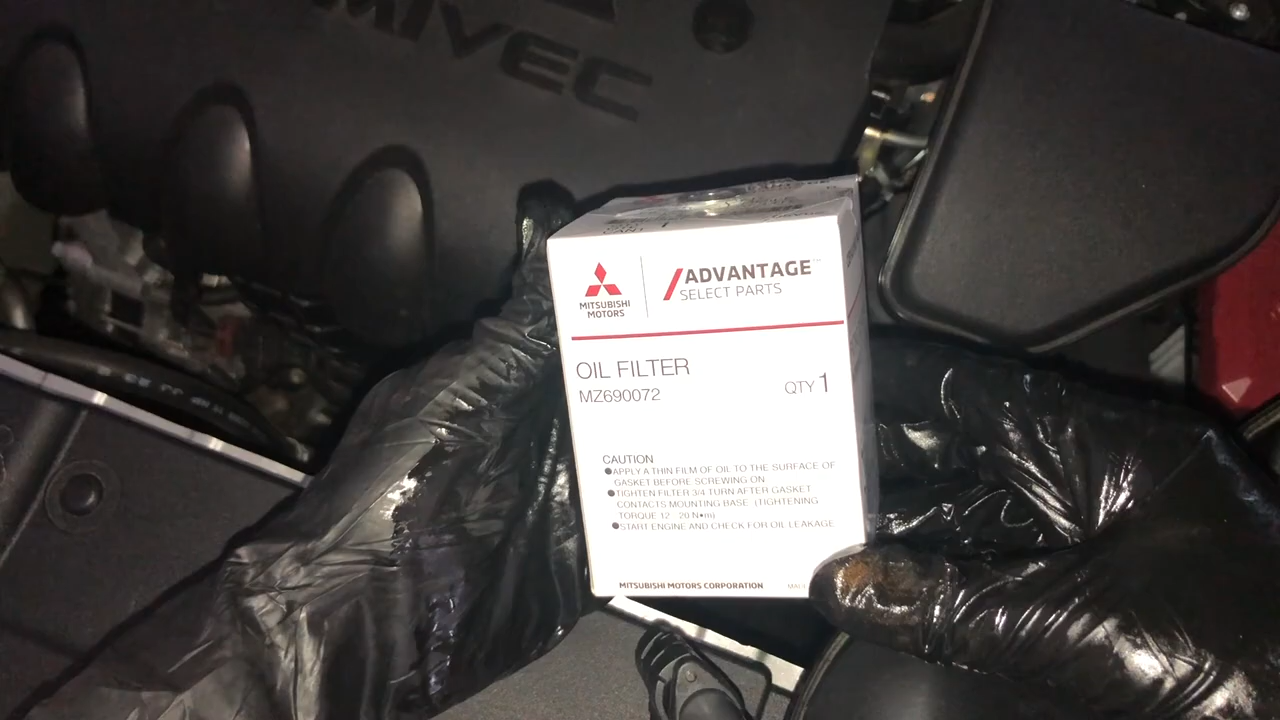 MIVEC
MITSUBISHI
MOTORS
ADVANTAGE™
SELECT PARTS
OIL FILTER
MZ690072
QTY 1
CAUTION
●APPLY A THIN FILM OF OIL TO THE SURFACE OF
GASKET BEFORE SCREWING ON
●TIGHTEN FILTER 3/4 TURN AFTER GASKET
CONTACTS MOUNTING BASE (TIGHTENING
TORQUE 12 20 N•m)
●START ENGINE AND CHECK FOR OIL LEAKAGE
MITSUBISHI MOTORS CORPORATION